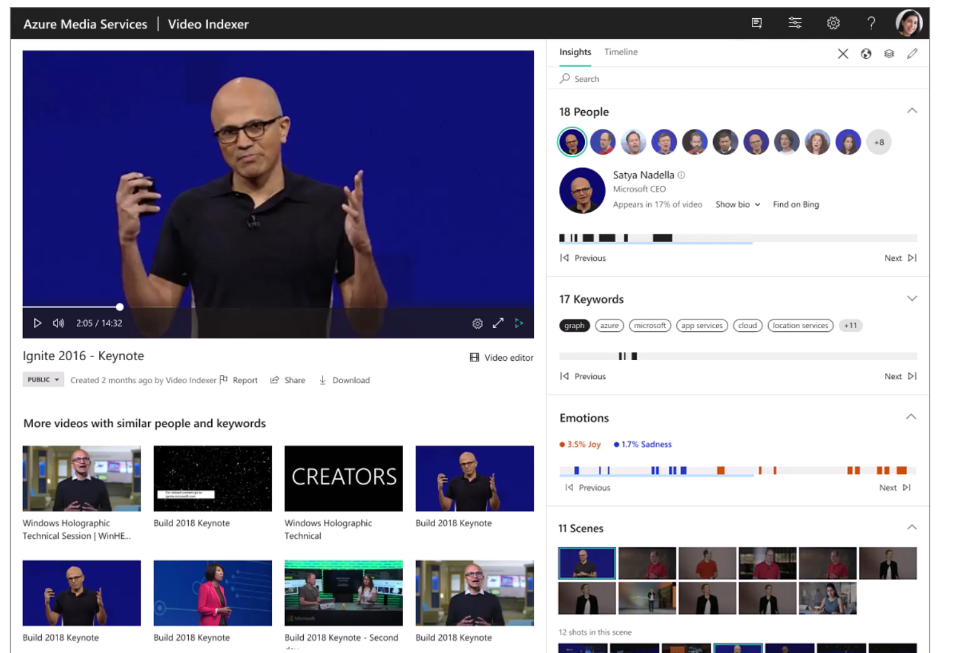 Azure Media Services | Video Indexer
Insights Timeline
Search
18 People
+8
Satya Nadella
Microsoft CEO
Appears in 17% of video Show bio Find on Bing
Previous Next
17 Keywords
graph azure microsoft app services cloud location services +11
Previous Next
Emotions
3.5% Joy 1.7% Sadness
Previous Next
11 Scenes
12 shots in this scene
2:05 / 14:32
Ignite 2016 - Keynote Video editor
PUBLIC Created 2 months ago by Video Indexer Report Share Download
More videos with similar people and keywords
CREATORS
Windows Holographic
Technical Session | WinHE...
Build 2018 Keynote
Windows Holographic
Technical
Build 2018 Keynote
Microsoft
Build 2018 Keynote
Build 2018 Keynote
Build 2018 Keynote - Second
Build 2018 Keynote